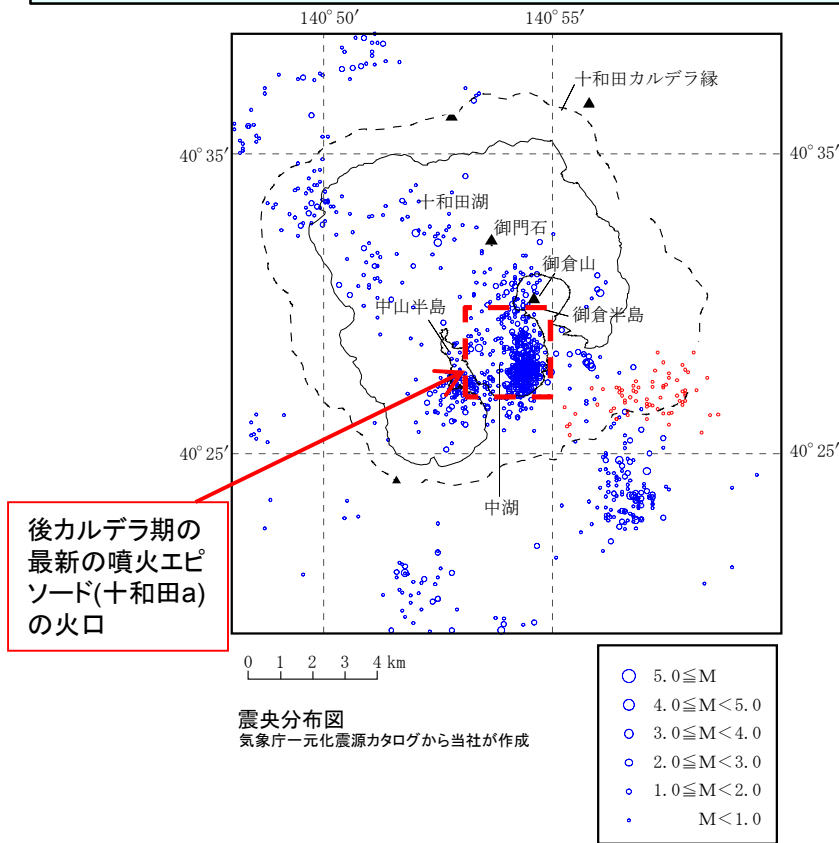 140° 50′
140° 55′
十和田カルデラ縁
40° 35′
40° 35′
十和田湖
御門石
御倉山
中山半島
御倉半島
40° 25′
40° 25′
中湖
後カルデラ期の
最新の噴火エピ
ソード(十和田a)
の火口
0 1 2 3 4 km
震央分布図
気象庁一元化震源カタログから当社が作成
5.0≦M
4.0≦M<5.0
3.0≦M<4.0
2.0≦M<3.0
1.0≦M<2.0
M<1.0